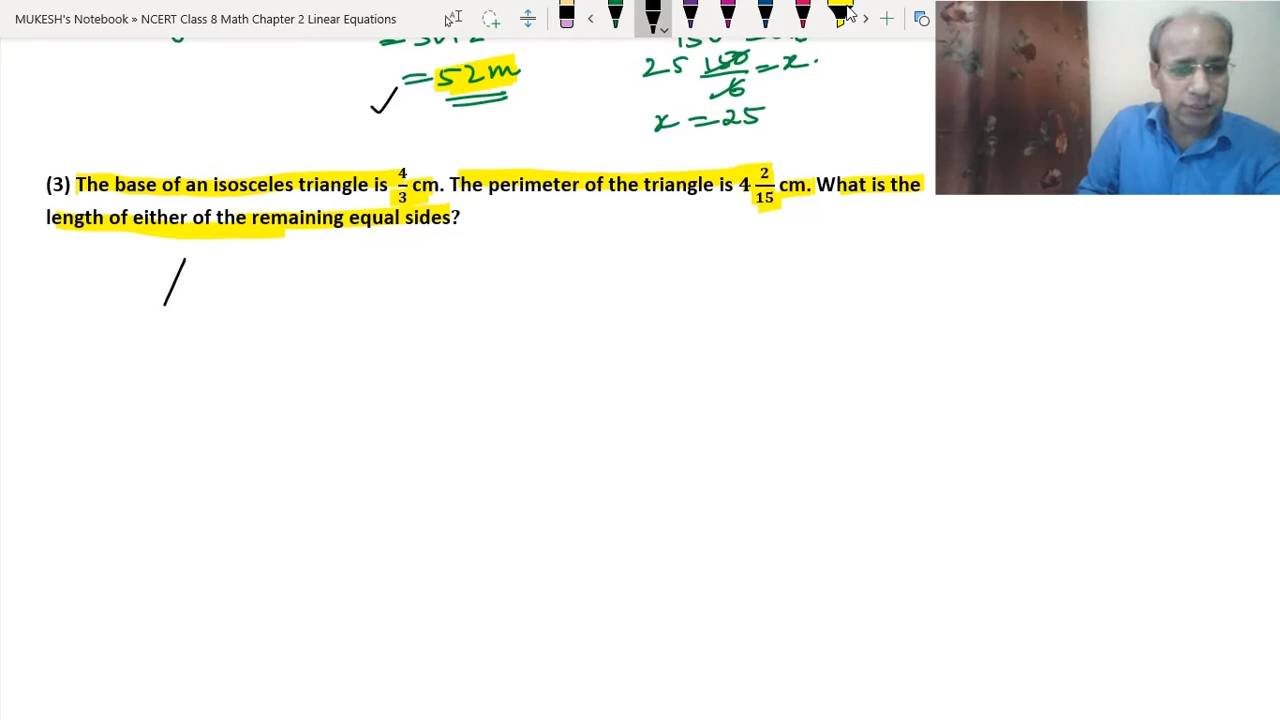 MUKESH's Notebook » NCERT Class 8 Math Chapter 2 Linear Equations
= 52m
25 150/6 = x.
x = 25
(3) The base of an isosceles triangle is 4/3 cm. The perimeter of the triangle is 4 2/15 cm. What is the
length of either of the remaining equal sides?